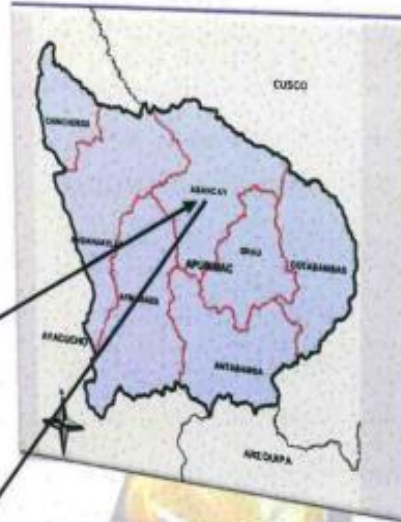 CUSCO
CHINCHEROS
ABANCAY
ANDAHUAYLAS
GRAU
APURIMAC
COTABAMBAS
AYMARAES
AYACUCHO
ANTABAMBA
AREQUIPA